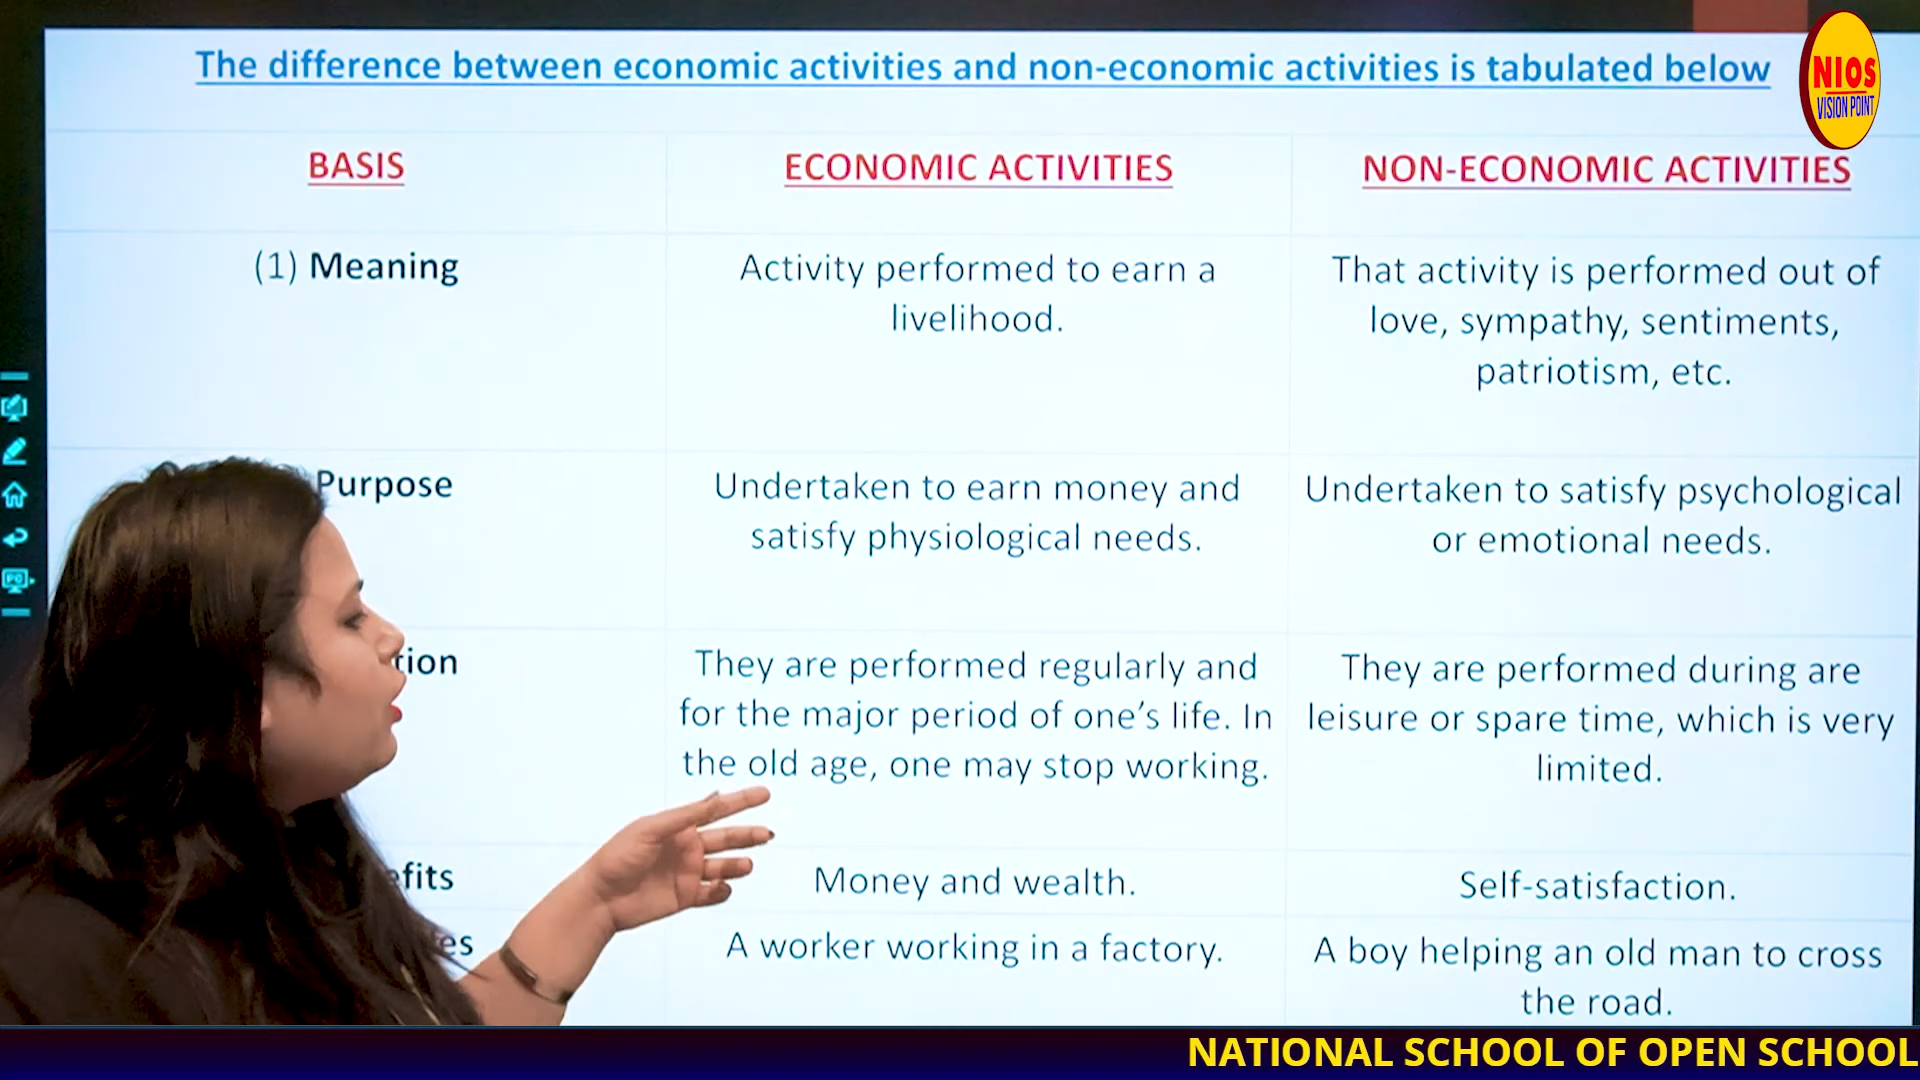 The difference between economic activities and non-economic activities is tabulated below
NIOS
VISION POINT
BASIS
ECONOMIC ACTIVITIES
NON-ECONOMIC ACTIVITIES
(1) Meaning
Activity performed to earn a
livelihood.
That activity is performed out of
love, sympathy, sentiments,
patriotism, etc.
Purpose
Undertaken to earn money and
satisfy physiological needs.
Undertaken to satisfy psychological
or emotional needs.
They are performed regularly and
for the major period of one's life. In
the old age, one may stop working.
They are performed during are
leisure or spare time, which is very
limited.
Money and wealth.
Self-satisfaction.
A worker working in a factory.
A boy helping an old man to cross
the road.
NATIONAL SCHOOL OF OPEN SCHOOL